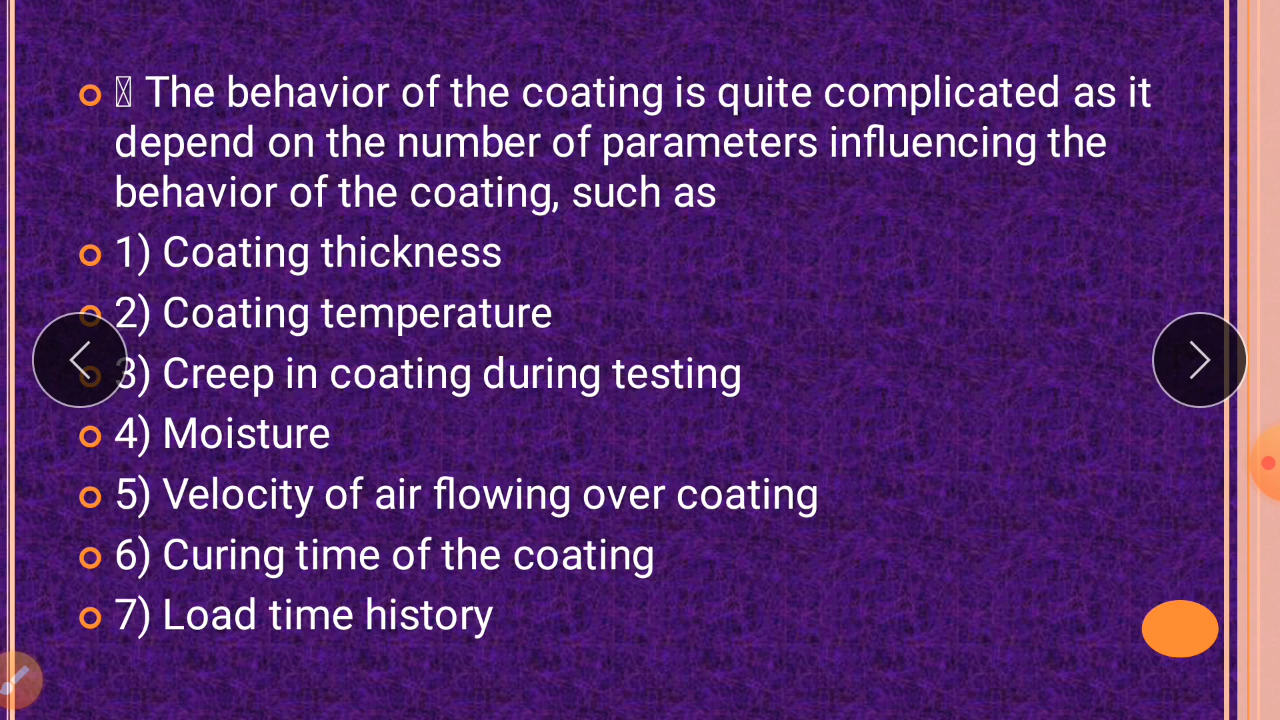 The behavior of the coating is quite complicated as it
depend on the number of parameters influencing the
behavior of the coating, such as
1) Coating thickness
2) Coating temperature
3) Creep in coating during testing
4) Moisture
5) Velocity of air flowing over coating
6) Curing time of the coating
7) Load time history